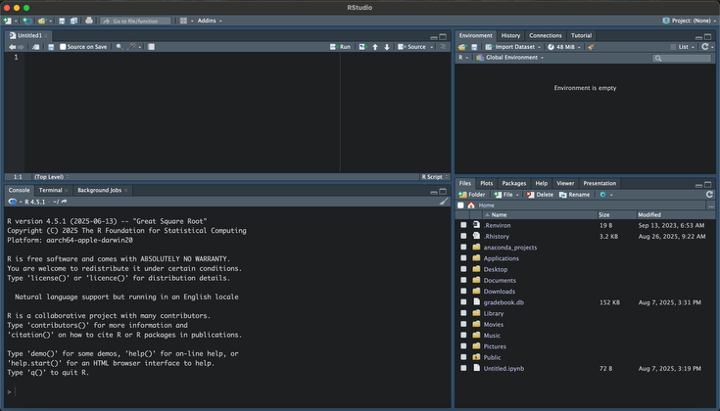 RStudio
Go to file/function
Addins
Project: (None)
Untitled1
Source on Save
Run
Source
1
1:1
(Top Level)
R Script
Console
Terminal
Background Jobs
R 4.5.1 · ~/
R version 4.5.1 (2025-06-13) -- "Great Square Root"
Copyright (C) 2025 The R Foundation for Statistical Computing
Platform: aarch64-apple-darwin20
R is free software and comes with ABSOLUTELY NO WARRANTY.
You are welcome to redistribute it under certain conditions.
Type 'license()' or 'licence()' for distribution details.
Natural language support but running in an English locale
R is a collaborative project with many contributors.
Type 'contributors()' for more information and
'citation()' on how to cite R or R packages in publications.
Type 'demo()' for some demos, 'help()' for on-line help, or
'help.start()' for an HTML browser interface to help.
Type 'q()' to quit R.
>
Environment
History
Connections
Tutorial
Import Dataset
48 MiB
List
R
Global Environment
Environment is empty
Files
Plots
Packages
Help
Viewer
Presentation
Folder
File
Delete
Rename
Home
Name Size Modified
.Renviron 19 B Sep 13, 2023, 6:53 AM
.Rhistory 3.2 KB Aug 26, 2025, 9:22 AM
anaconda_projects
Applications
Desktop
Documents
Downloads
gradebook.db 152 KB Aug 7, 2025, 3:31 PM
Library
Movies
Music
Pictures
Public
Untitled.ipynb 72 B Aug 7, 2025, 3:19 PM